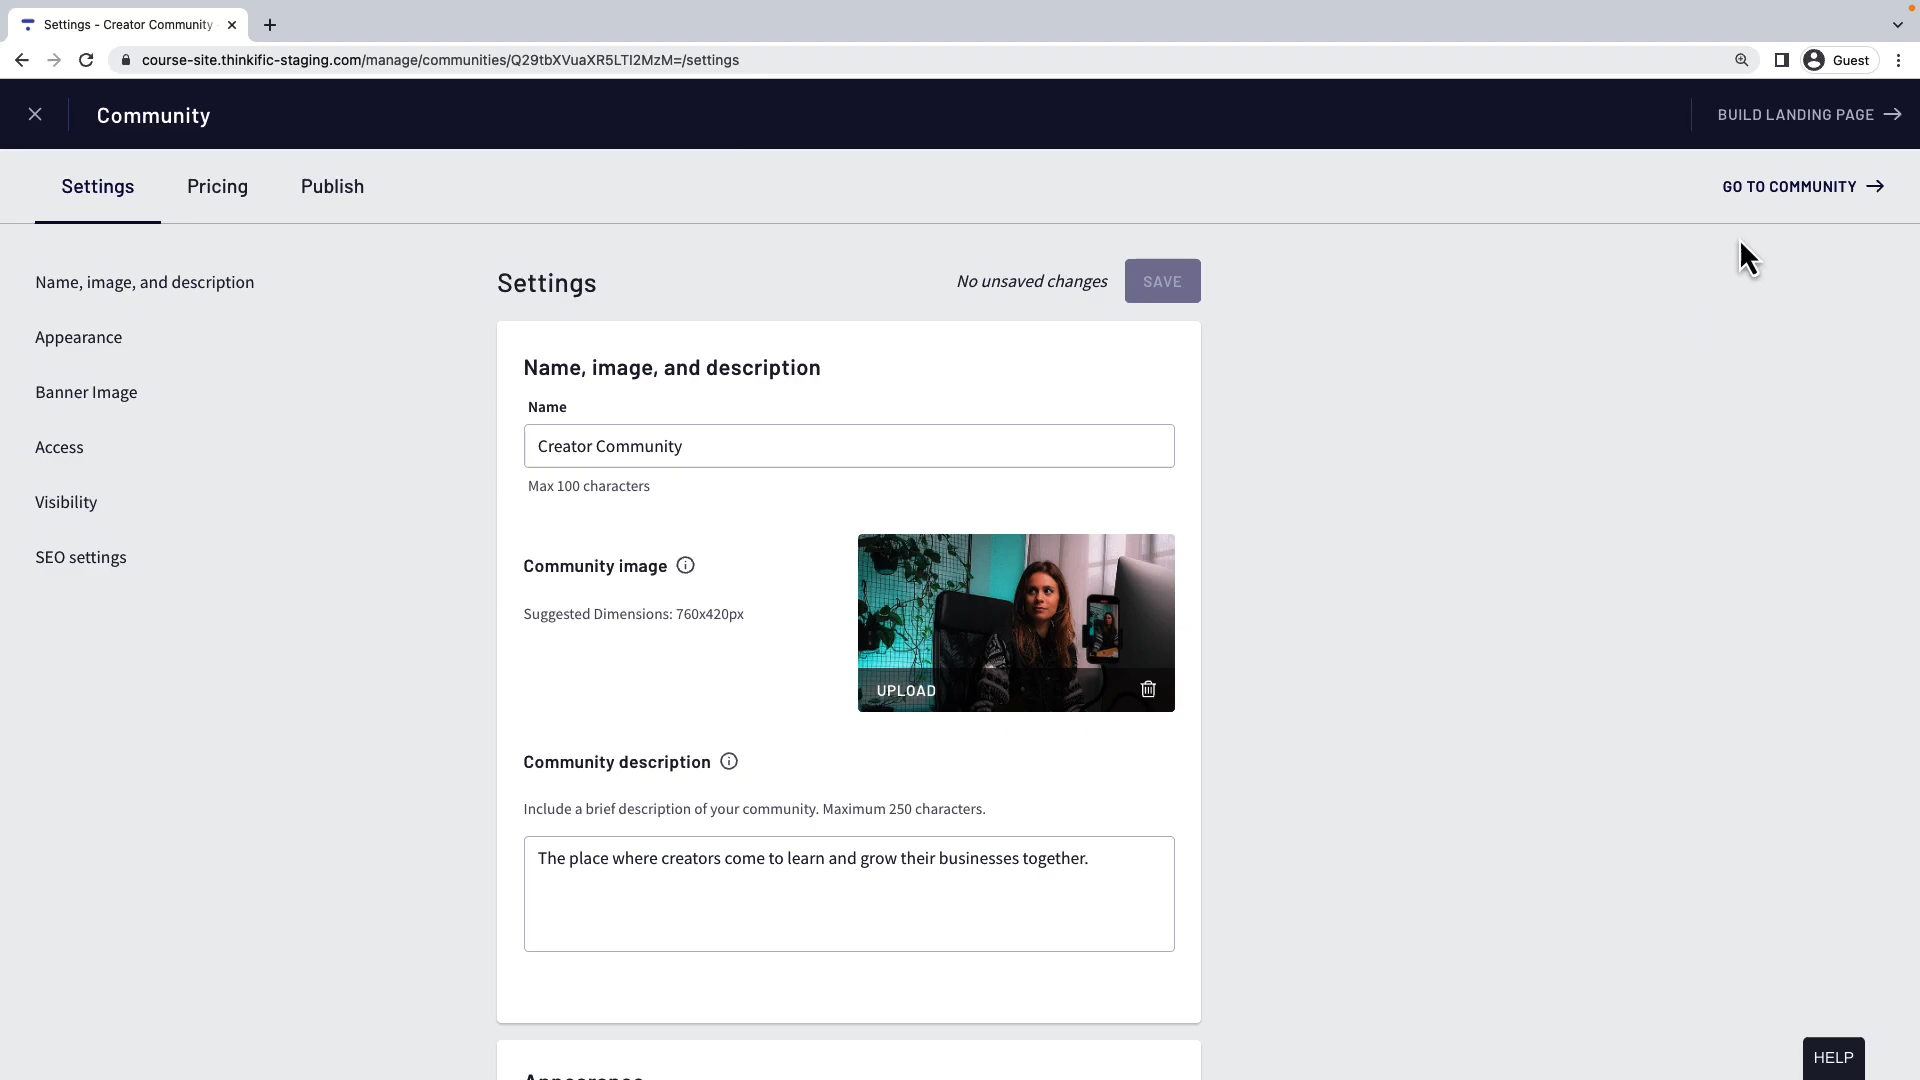 Settings - Creator Community
course-site.thinkific-staging.com/manage/communities/Q29tbXVuaXR5LTI2MzM=/settings
Guest
Community
BUILD LANDING PAGE
Settings
Pricing
Publish
GO TO COMMUNITY
Name, image, and description
Appearance
Banner Image
Access
Visibility
SEO settings
Settings
No unsaved changes
SAVE
Name, image, and description
Name
Creator Community
Max 100 characters
Community image
Suggested Dimensions: 760x420px
UPLOAD
Community description
Include a brief description of your community. Maximum 250 characters.
The place where creators come to learn and grow their businesses together.
Appearance
HELP